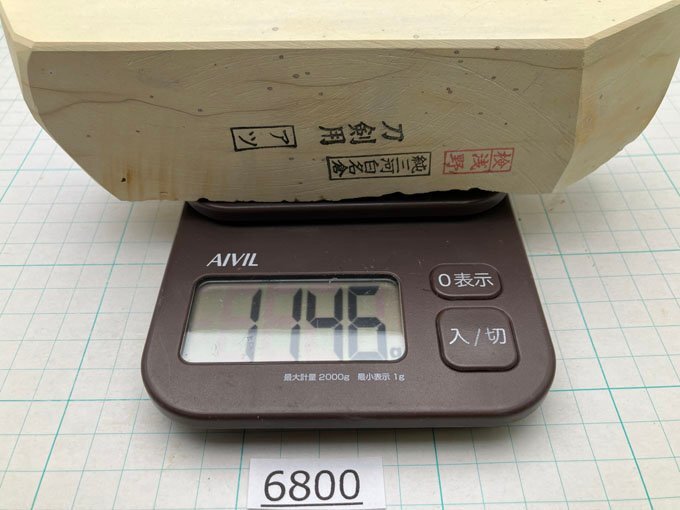 刀剣用
アツ
純三河白名倉
検
浅野
AIVIL
1146g
0表示
入/切
最大計量 2000g 最小表示 1g
6800